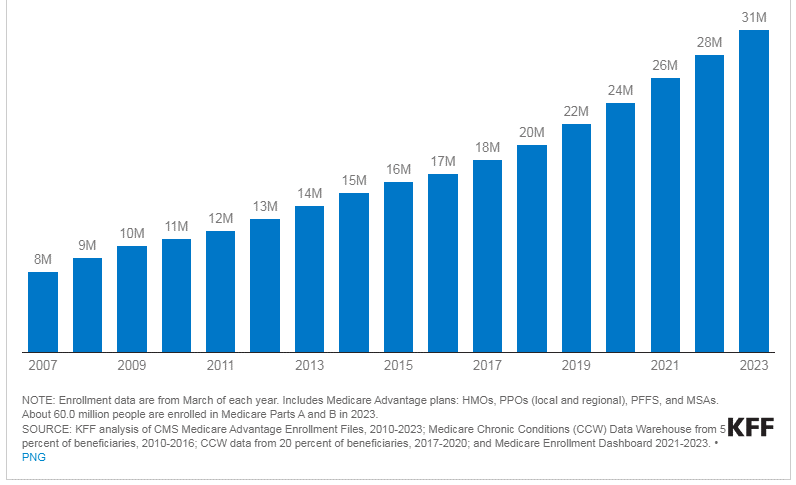 31M
28M
26M
24M
22M
20M
18M
17M
16M
15M
14M
13M
12M
11M
10M
9M
8M
2007 2009 2011 2013 2015 2017 2019 2021 2023
NOTE: Enrollment data are from March of each year. Includes Medicare Advantage plans: HMOs, PPOs (local and regional), PFFS, and MSAs.
About 60.0 million people are enrolled in Medicare Parts A and B in 2023.
SOURCE: KFF analysis of CMS Medicare Advantage Enrollment Files, 2010-2023; Medicare Chronic Conditions (CCW) Data Warehouse from 5
percent of beneficiaries, 2010-2016; CCW data from 20 percent of beneficiaries, 2017-2020; and Medicare Enrollment Dashboard 2021-2023. •
PNG
KFF